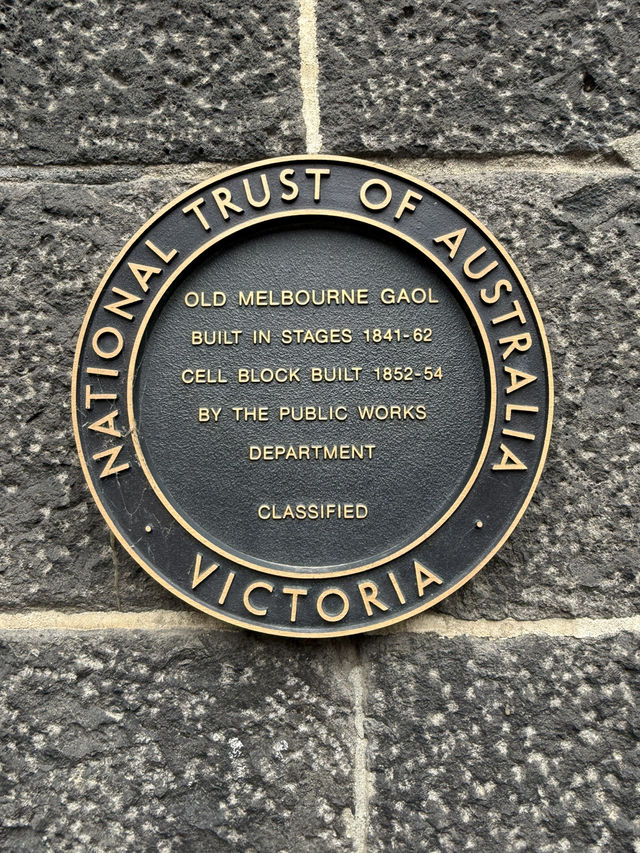 NATIONAL TRUST OF AUSTRALIA
OLD MELBOURNE GAOL
BUILT IN STAGES 1841-62
CELL BLOCK BUILT 1852-54
BY THE PUBLIC WORKS
DEPARTMENT
CLASSIFIED
VICTORIA